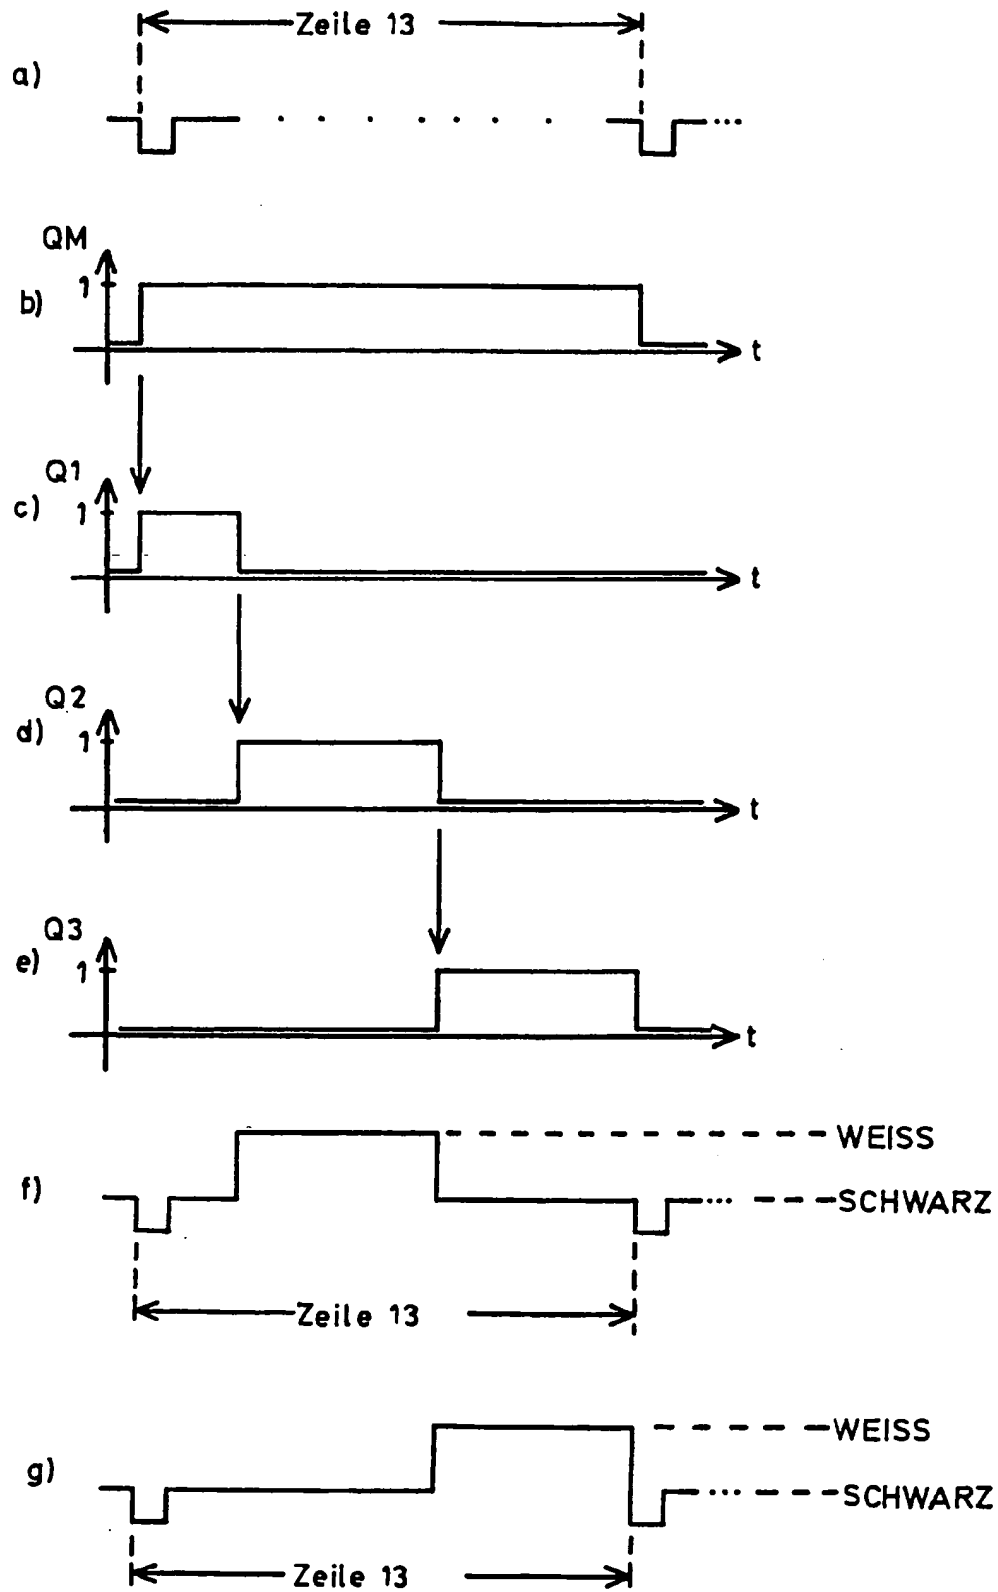 Zeile 13
a)
...
QM
b)
1
t
Q1
c)
1
t
Q2
d)
1
t
Q3
e)
1
t
WEISS
f)
... SCHWARZ
Zeile 13
WEISS
g)
... SCHWARZ
Zeile 13